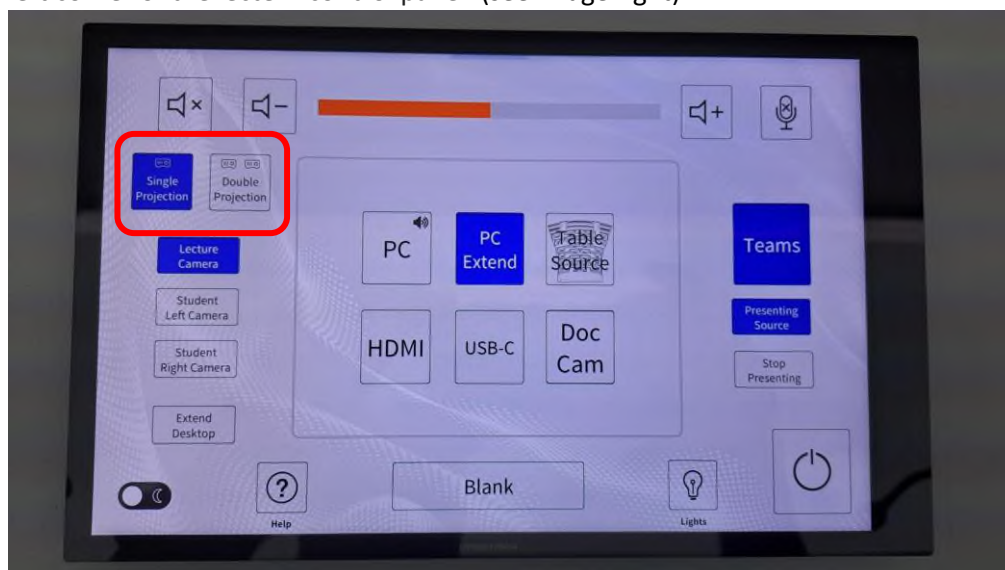 Single
Projection
Double
Projection
Lecture
Camera
Student
Left Camera
Student
Right Camera
Extend
Desktop
PC
PC
Extend
Table
Source
HDMI
USB-C
Doc
Cam
Teams
Presenting
Source
Stop
Presenting
?
Help
Blank
Lights